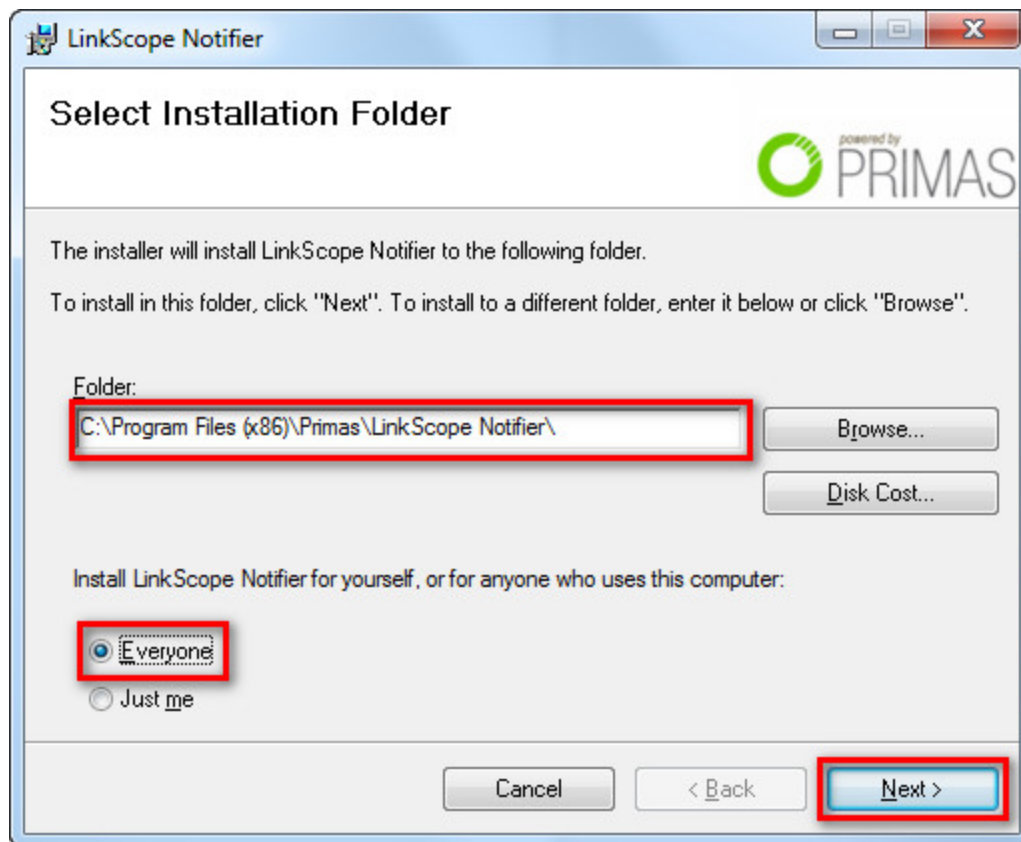 LinkScope Notifier
Select Installation Folder
powered by
PRIMAS
The installer will install LinkScope Notifier to the following folder.
To install in this folder, click "Next". To install to a different folder, enter it below or click "Browse".
Folder:
C:\Program Files (x86)\Primas\LinkScope Notifier\
Browse...
Disk Cost...
Install LinkScope Notifier for yourself, or for anyone who uses this computer:
Everyone
Just me
Cancel
< Back
Next >